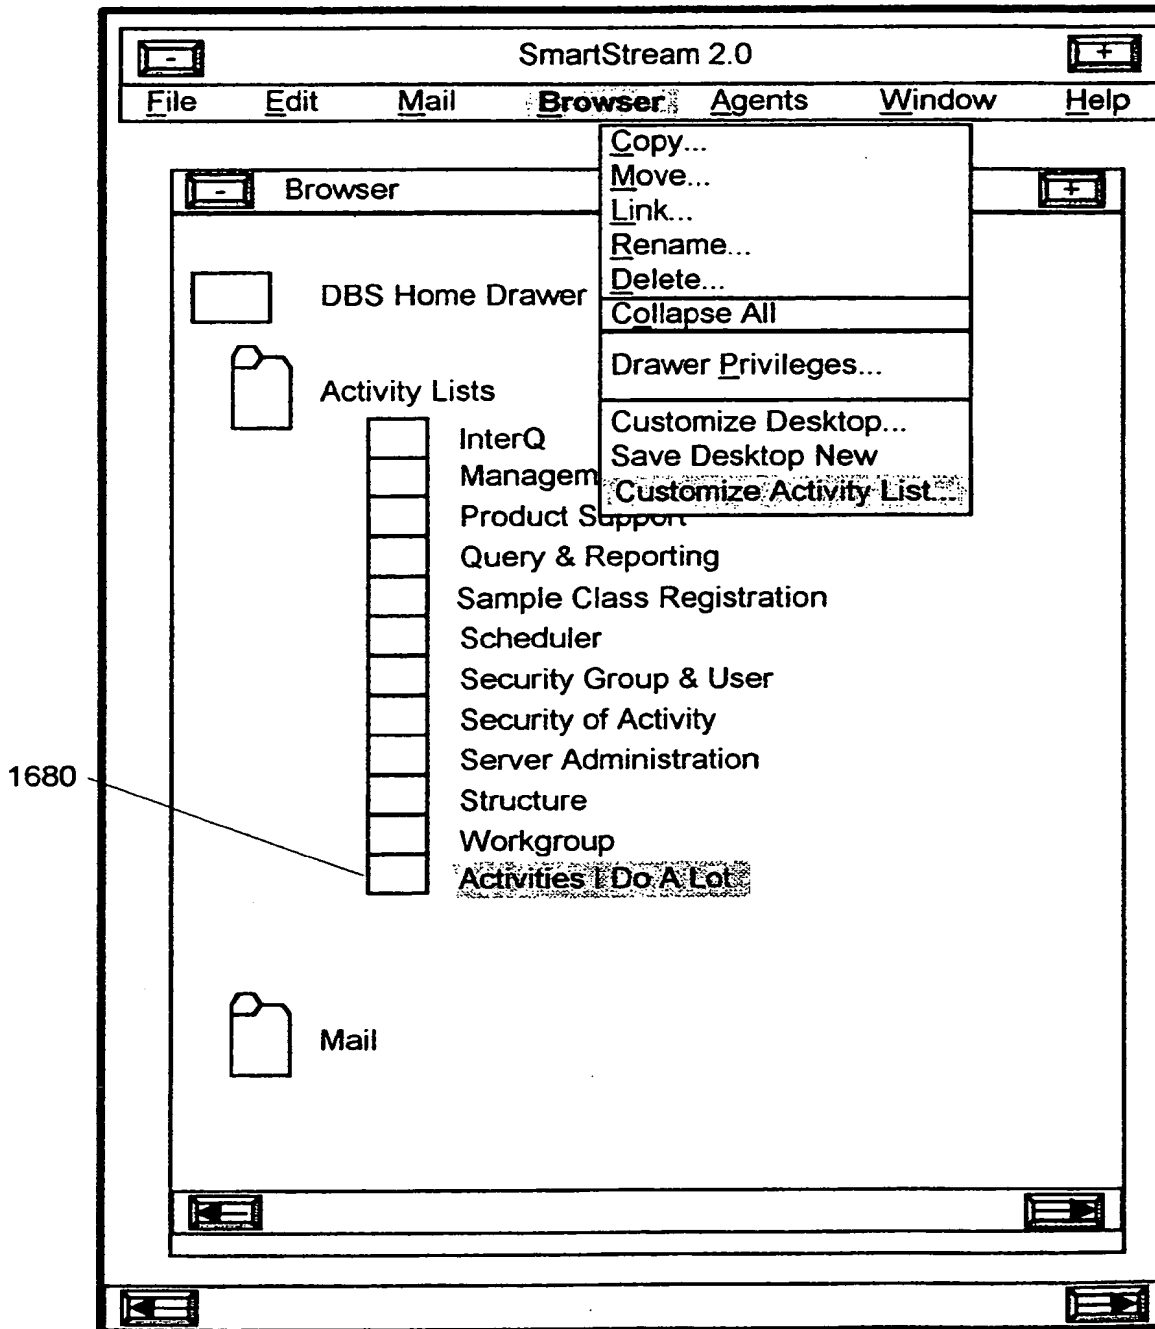 SmartStream 2.0
File Edit Mail Browser Agents Window Help
Copy...
Move...
Link...
Rename...
Delete...
Collapse All
Drawer Privileges...
Customize Desktop...
Save Desktop New
Customize Activity List...
Browser
DBS Home Drawer
Activity Lists
InterQ
Managem
Product Support
Query & Reporting
Sample Class Registration
Scheduler
Security Group & User
Security of Activity
Server Administration
Structure
Workgroup
1680
Activities I Do A Lot
Mail